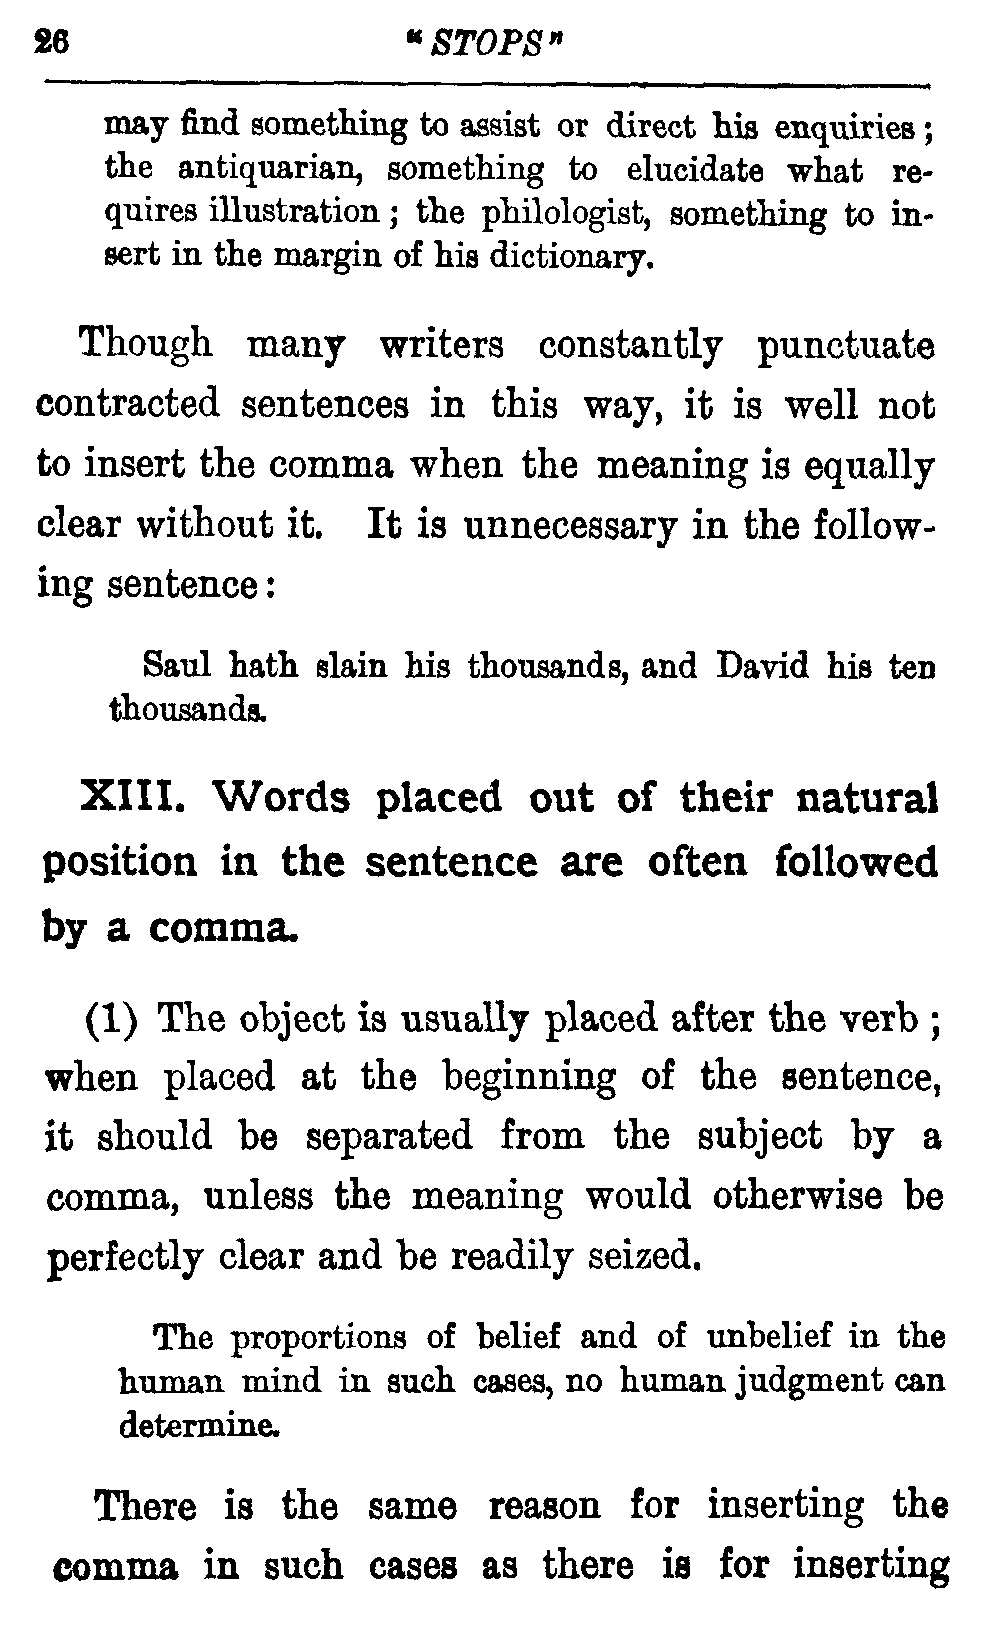 26 "STOPS"
may find something to assist or direct his enquiries;
the antiquarian, something to elucidate what re-
quires illustration; the philologist, something to in-
sert in the margin of his dictionary.
Though many writers constantly punctuate
contracted sentences in this way, it is well not
to insert the comma when the meaning is equally
clear without it. It is unnecessary in the follow-
ing sentence:
Saul hath slain his thousands, and David his ten
thousands.
XIII. Words placed out of their natural
position in the sentence are often followed
by a comma.
(1) The object is usually placed after the verb;
when placed at the beginning of the sentence,
it should be separated from the subject by a
comma, unless the meaning would otherwise be
perfectly clear and be readily seized.
The proportions of belief and of unbelief in the
human mind in such cases, no human judgment can
determine.
There is the same reason for inserting the
comma in such cases as there is for inserting